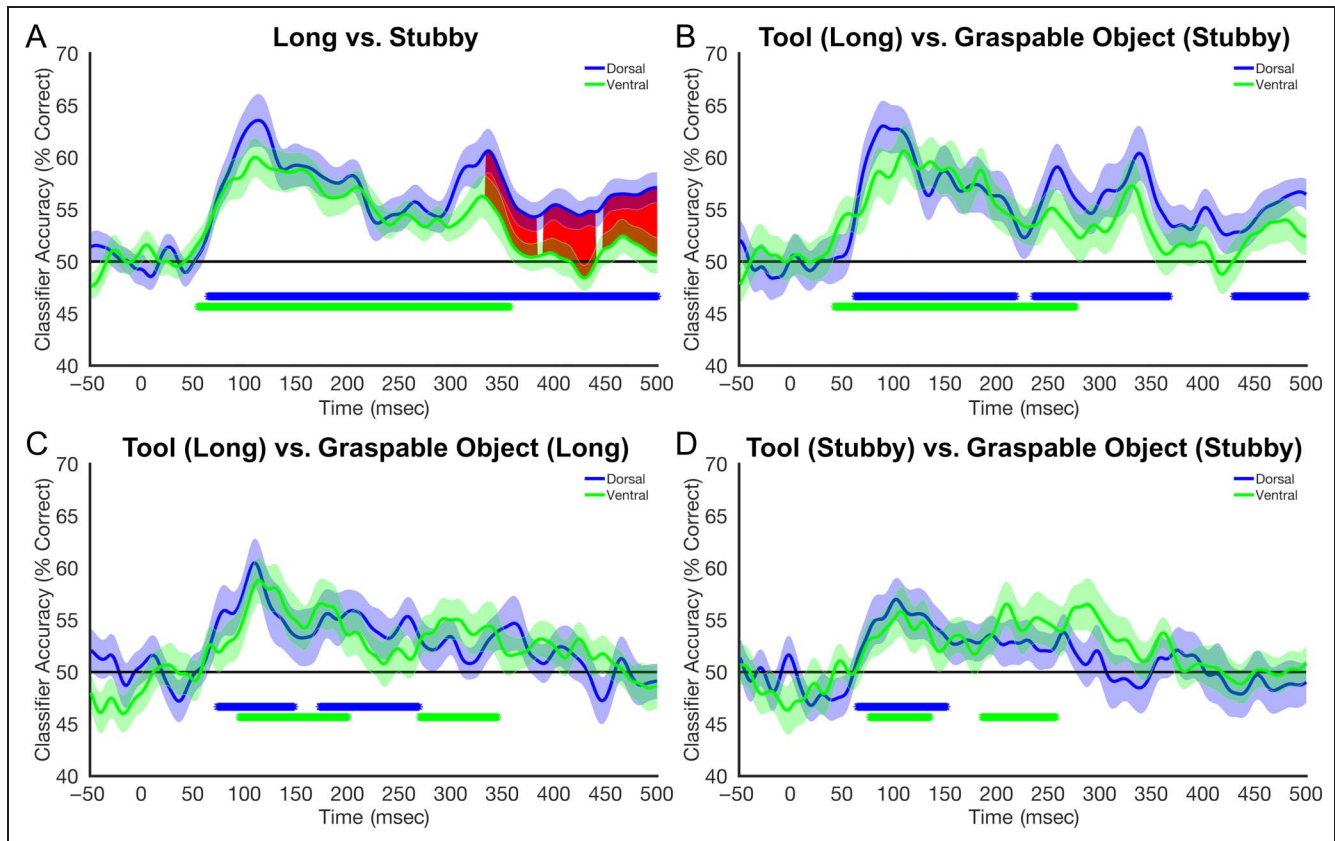 A
Long vs. Stubby
Dorsal
Ventral
Classifier Accuracy (% Correct)
70
65
60
55
50
45
40
−50 0 50 100 150 200 250 300 350 400 450 500
Time (msec)
B
Tool (Long) vs. Graspable Object (Stubby)
Dorsal
Ventral
Classifier Accuracy (% Correct)
70
65
60
55
50
45
40
−50 0 50 100 150 200 250 300 350 400 450 500
Time (msec)
C
Tool (Long) vs. Graspable Object (Long)
Dorsal
Ventral
Classifier Accuracy (% Correct)
70
65
60
55
50
45
40
−50 0 50 100 150 200 250 300 350 400 450 500
Time (msec)
D
Tool (Stubby) vs. Graspable Object (Stubby)
Dorsal
Ventral
Classifier Accuracy (% Correct)
70
65
60
55
50
45
40
−50 0 50 100 150 200 250 300 350 400 450 500
Time (msec)